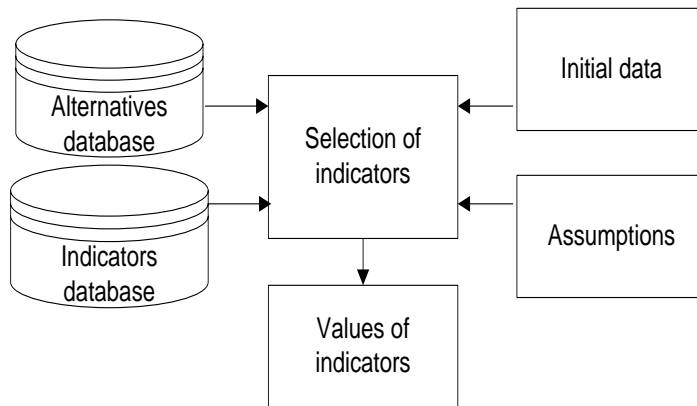 Alternatives
database
Indicators
database
Selection of
indicators
Values of
indicators
Initial data
Assumptions